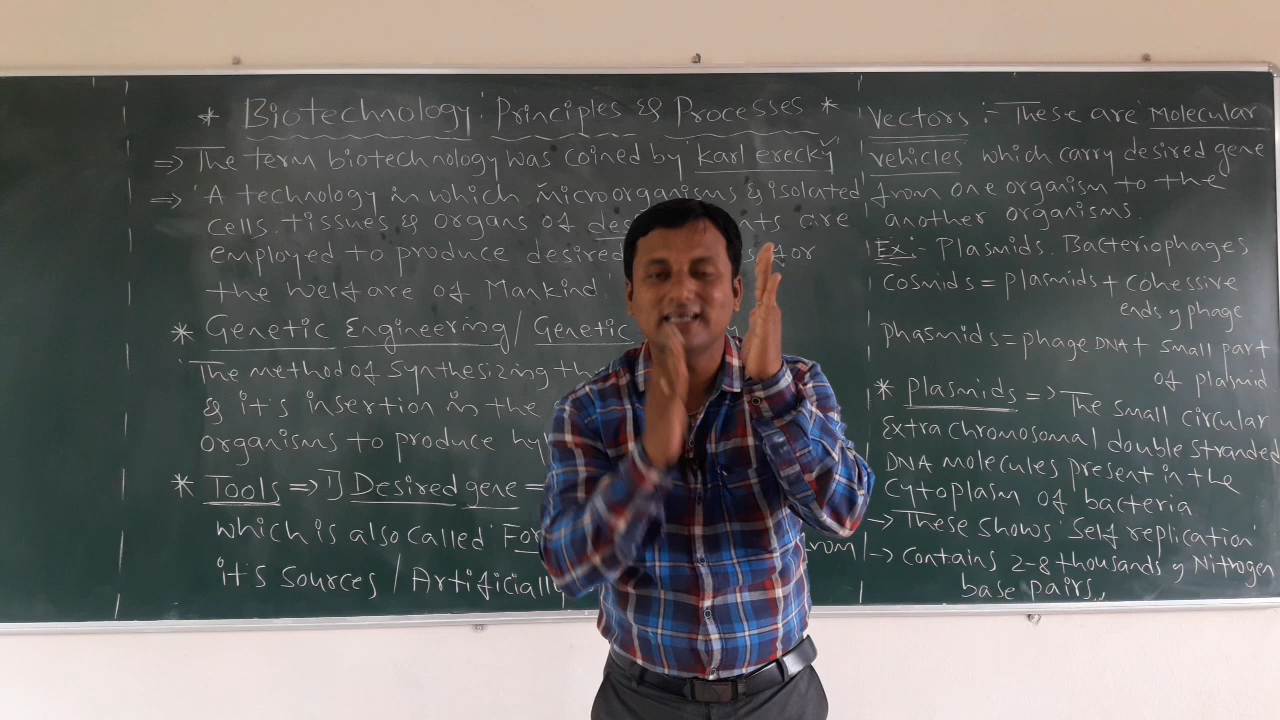 * Biotechnology: Principles & Processes *
=> The term biotechnology was coined by 'Karl erecky'
=> 'A technology in which microorganisms & isolated
cells. tissues & organs of are
employed to produce desired for
the welfare of Mankind'
* Genetic Engineering / Genetic
'The method of synthesizing
& it's insertion in the
organisms to produce
* Tools => 1) Desired gene =
which is also called from
it's sources / Artificially
Vectors :- These are Molecular
vehicles which carry desired gene
from one organism to the
another organisms.
Ex:- Plasmids. Bacteriophages
Cosmids = plasmids + cohessive
ends y phage
phasmids = phage DNA + small part
of plasmid
* Plasmids => The small circular
Extra chromosomal double stranded
DNA molecules present in the
Cytoplasm of bacteria
-> These shows 'Self replication'
-> Contains 2-8 thousands y Nitrogen
base pairs..